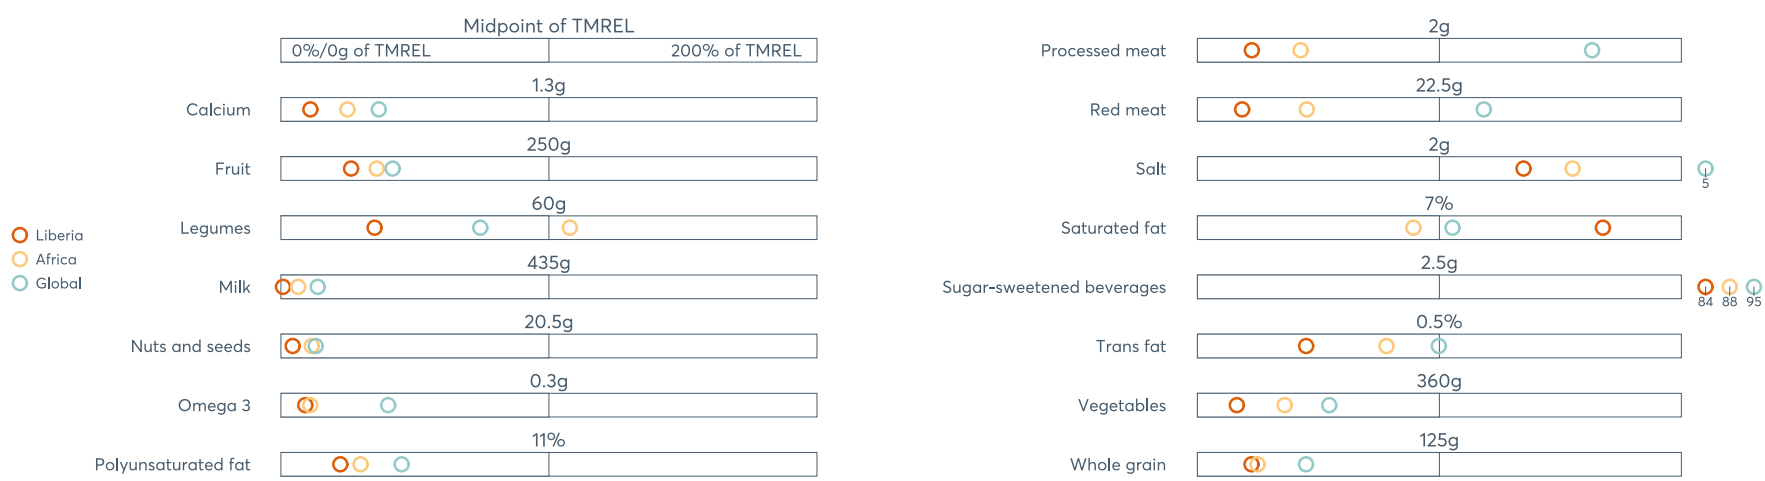 Midpoint of TMREL
0%/0g of TMREL 200% of TMREL
1.3g
Calcium
250g
Fruit
60g
Legumes
435g
Milk
20.5g
Nuts and seeds
0.3g
Omega 3
11%
Polyunsaturated fat
Liberia
Africa
Global
2g
Processed meat
22.5g
Red meat
2g
Salt
5
7%
Saturated fat
2.5g
Sugar-sweetened beverages
84 88 95
0.5%
Trans fat
360g
Vegetables
125g
Whole grain